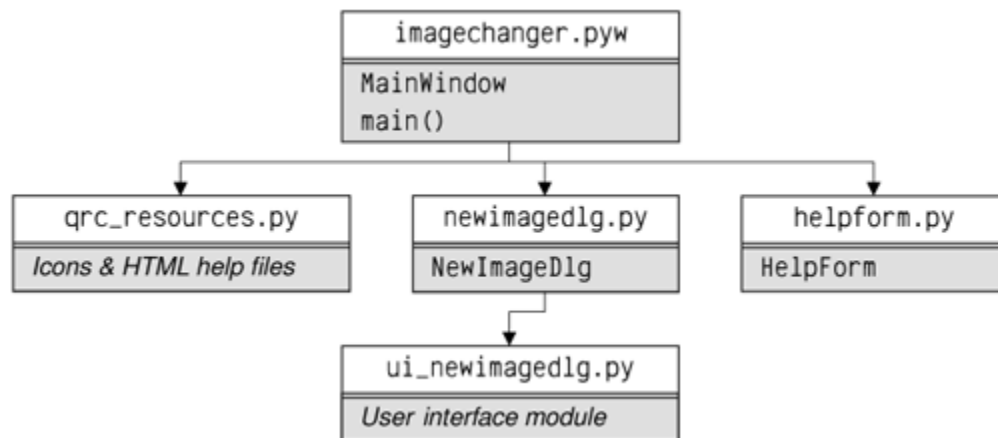 imagechanger.pyw
MainWindow
main()
qrc_resources.py
Icons & HTML help files
newimagedlg.py
NewImageDlg
helpform.py
HelpForm
ui_newimagedlg.py
User interface module